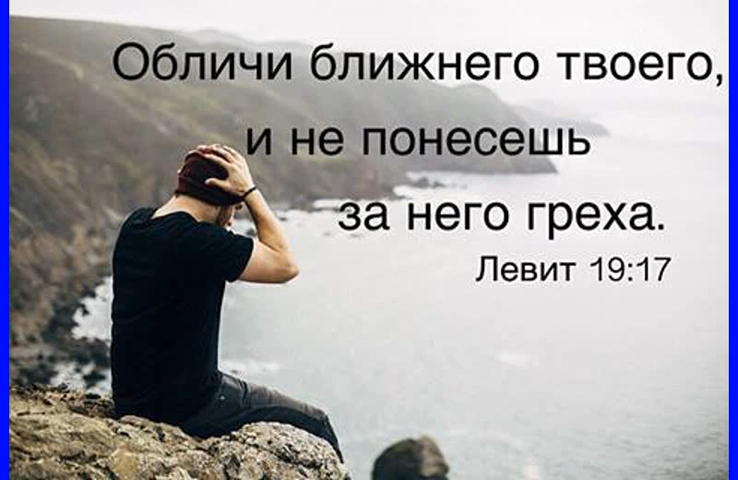 Обличи ближнего твоего,
и не понесешь
за него греха.
Левит 19:17